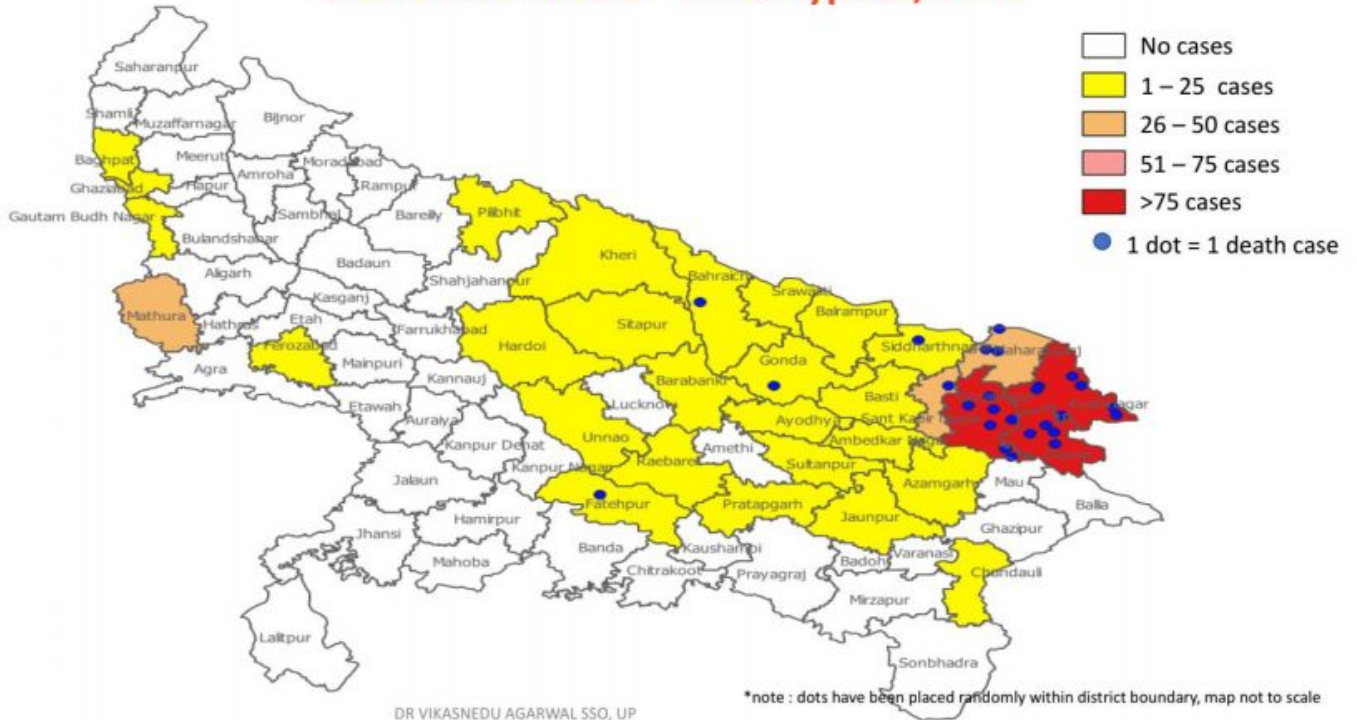 No cases
1 – 25 cases
26 – 50 cases
51 – 75 cases
>75 cases
1 dot = 1 death case
Saharanpur
Shamli
Muzaffarnagar
Bijnor
Baghpat
Meerut
Moradabad
Ghaziabad
Hapur
Amroha
Rampur
Gautam Budh Nagar
Sambhal
Bareilly
Pilibhit
Bulandshahar
Aligarh
Badaun
Shahjahanpur
Kheri
Bahraich
Srawasti
Balrampur
Mathura
Hathras
Kasganj
Etah
Farrukhabad
Sitapur
Siddharthnagar
Maharajganj
Agra
Ferozabad
Mainpuri
Hardoi
Gonda
Kannauj
Barabanki
Basti
Etawah
Auraiya
Lucknow
Ayodhya
Sant Kabir
Kanpur Dehat
Unnao
Ambedkar Nagar
Kanpur Nagar
Raebareli
Amethi
Sultanpur
Jalaun
Fatehpur
Pratapgarh
Azamgarh
Mau
Ballia
Hamirpur
Jaunpur
Ghazipur
Jhansi
Mahoba
Banda
Kaushambi
Chitrakoot
Prayagraj
Badohi
Varanasi
Chandauli
Mirzapur
Lalitpur
Sonbhadra
*note : dots have been placed randomly within district boundary, map not to scale
DR VIKASNEDU AGARWAL SSO, UP